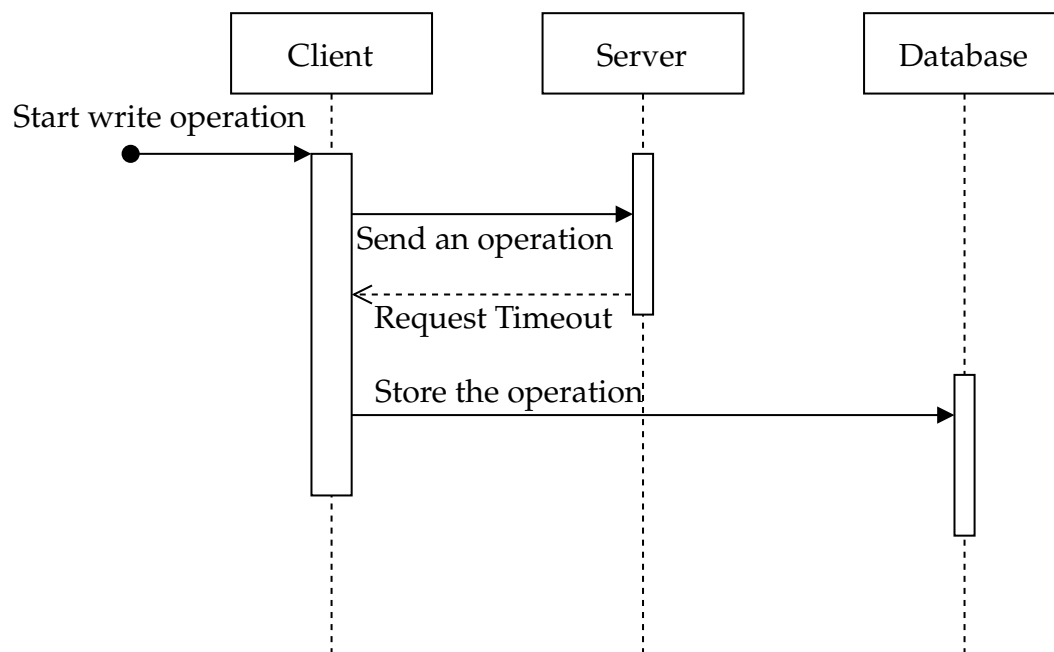 Client
Server
Database
Start write operation
Send an operation
Request Timeout
Store the operation